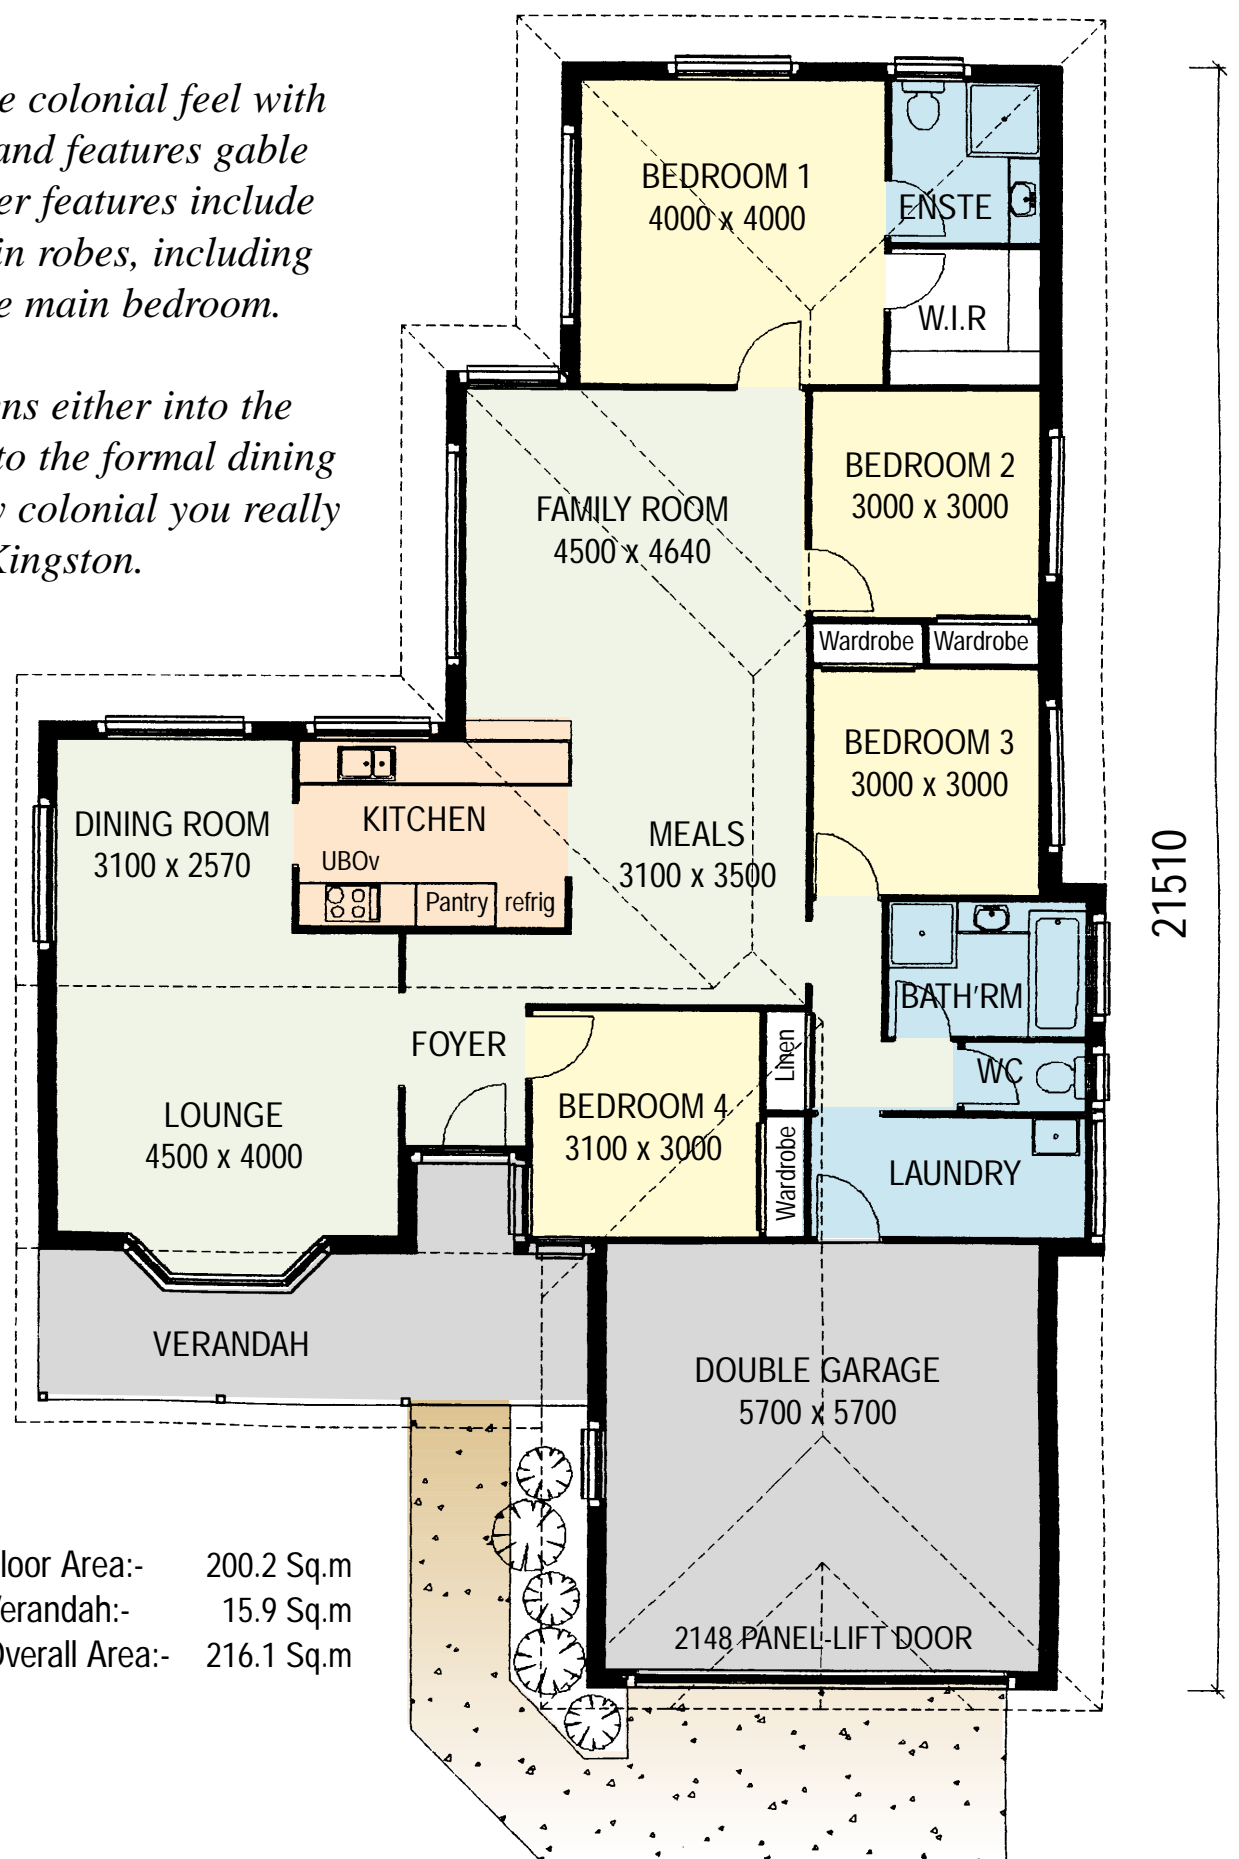 e colonial feel with
and features gable
er features include
in robes, including
e main bedroom.
ns either into the
to the formal dining
y colonial you really
Kingston.
BEDROOM 1
4000 x 4000
ENSTE
W.I.R
BEDROOM 2
3000 x 3000
FAMILY ROOM
4500 x 4640
Wardrobe Wardrobe
BEDROOM 3
3000 x 3000
DINING ROOM
3100 x 2570
KITCHEN
UBOv
Pantry refrig
MEALS
3100 x 3500
21510
BATH'RM
FOYER
Linen
WC
LOUNGE
4500 x 4000
BEDROOM 4
3100 x 3000
Wardrobe
LAUNDRY
VERANDAH
DOUBLE GARAGE
5700 x 5700
2148 PANEL-LIFT DOOR
loor Area:- 200.2 Sq.m
erandah:- 15.9 Sq.m
Overall Area:- 216.1 Sq.m